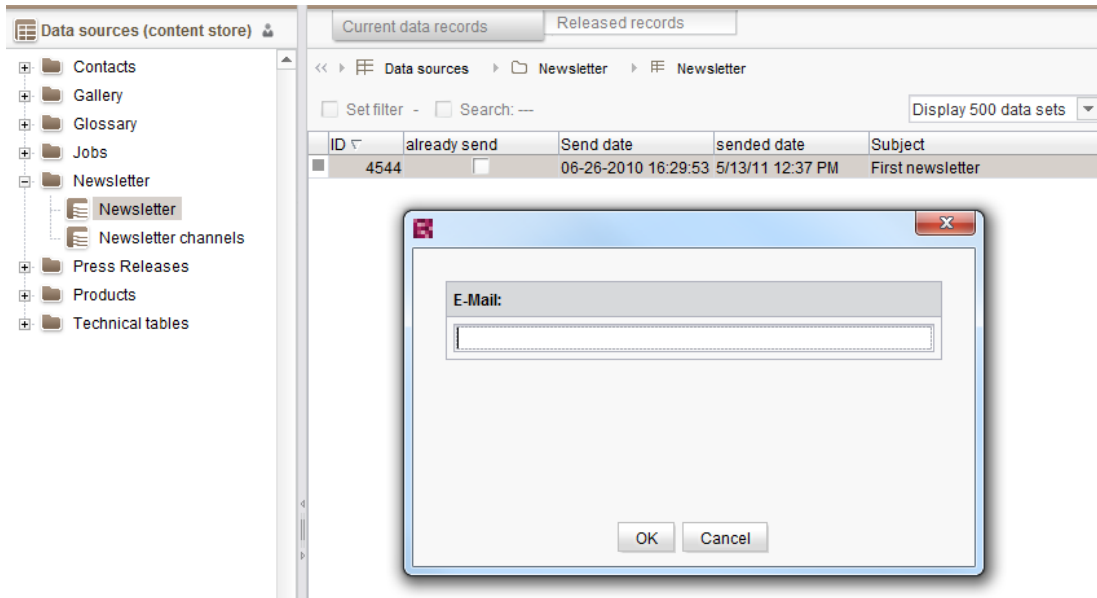 Data sources (content store)
Contacts
Gallery
Glossary
Jobs
Newsletter
Newsletter
Newsletter channels
Press Releases
Products
Technical tables
Current data records
Released records
Data sources Newsletter Newsletter
Set filter - Search: ---
Display 500 data sets
ID already send Send date sended date Subject
4544 06-26-2010 16:29:53 5/13/11 12:37 PM First newsletter
E-Mail:
OK Cancel